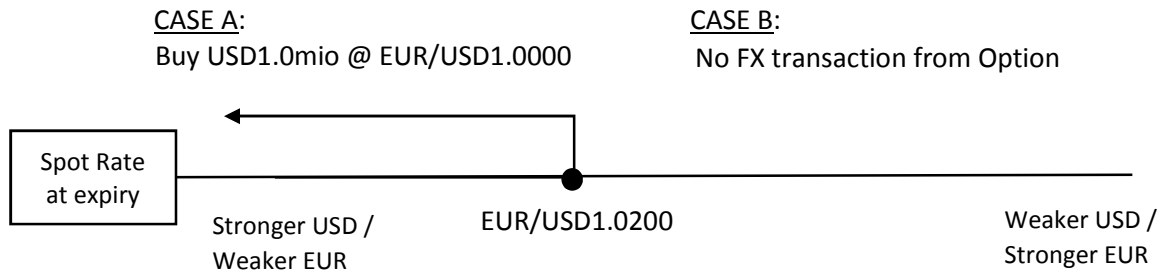 CASE A:
Buy USD1.0mio @ EUR/USD1.0000
CASE B:
No FX transaction from Option
Spot Rate
at expiry
Stronger USD /
Weaker EUR
EUR/USD1.0200
Weaker USD /
Stronger EUR